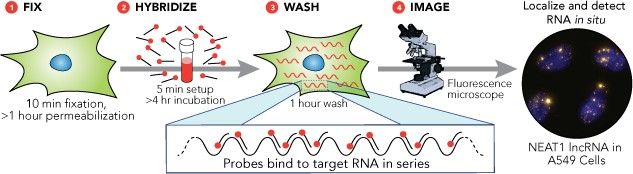 1 FIX
10 min fixation,
>1 hour permeabilization
2 HYBRIDIZE
5 min setup
>4 hr incubation
3 WASH
1 hour wash
Probes bind to target RNA in series
4 IMAGE
Fluorescence
microscope
Localize and detect
RNA in situ
NEAT1 lncRNA in
A549 Cells